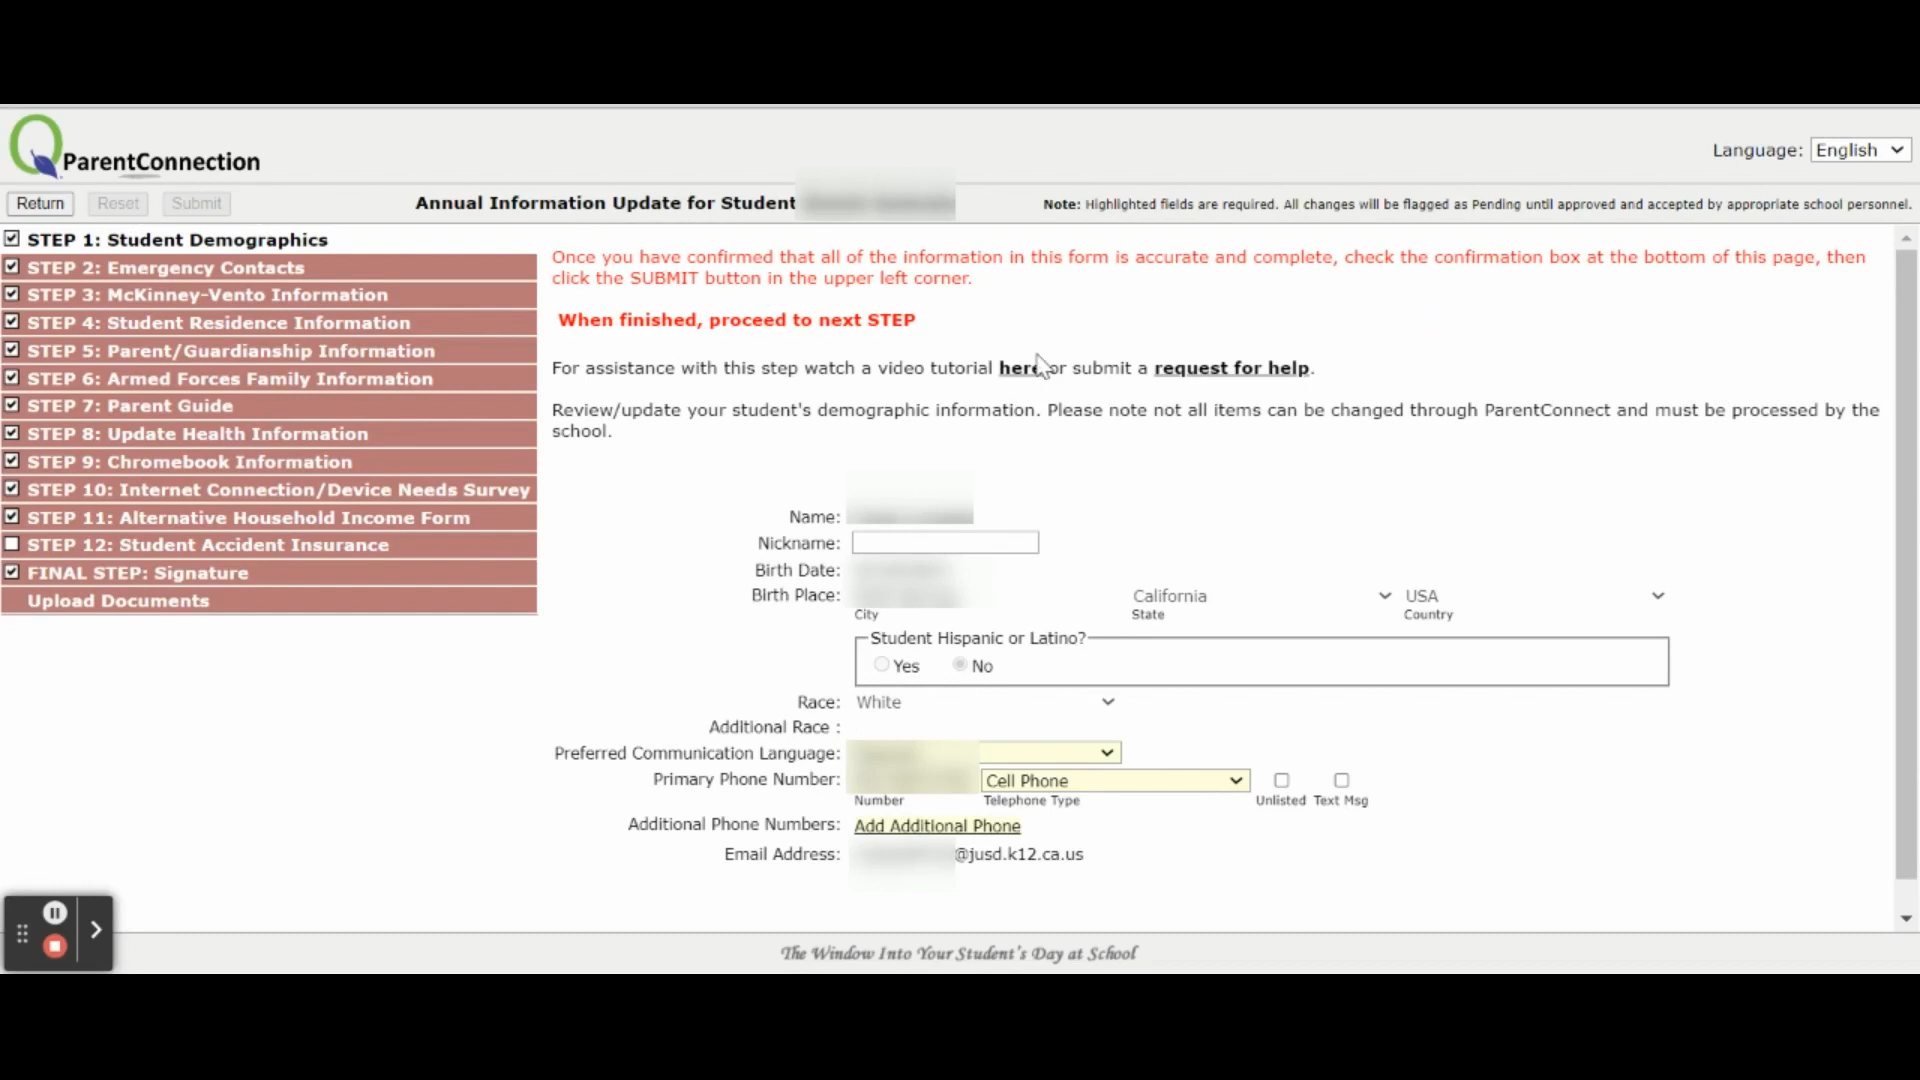 ParentConnection
Language: English
Return Reset Submit
Annual Information Update for Student
Note: Highlighted fields are required. All changes will be flagged as Pending until approved and accepted by appropriate school personnel.
STEP 1: Student Demographics
STEP 2: Emergency Contacts
STEP 3: McKinney-Vento Information
STEP 4: Student Residence Information
STEP 5: Parent/Guardianship Information
STEP 6: Armed Forces Family Information
STEP 7: Parent Guide
STEP 8: Update Health Information
STEP 9: Chromebook Information
STEP 10: Internet Connection/Device Needs Survey
STEP 11: Alternative Household Income Form
STEP 12: Student Accident Insurance
FINAL STEP: Signature
Upload Documents
Once you have confirmed that all of the information in this form is accurate and complete, check the confirmation box at the bottom of this page, then
click the SUBMIT button in the upper left corner.
When finished, proceed to next STEP
For assistance with this step watch a video tutorial here or submit a request for help.
Review/update your student's demographic information. Please note not all items can be changed through ParentConnect and must be processed by the
school.
Name:
Nickname:
Birth Date:
Birth Place: California USA
City State Country
Student Hispanic or Latino?
Yes No
Race: White
Additional Race :
Preferred Communication Language:
Primary Phone Number: Cell Phone
Number Telephone Type Unlisted Text Msg
Additional Phone Numbers: Add Additional Phone
Email Address: @jusd.k12.ca.us
The Window Into Your Student's Day at School